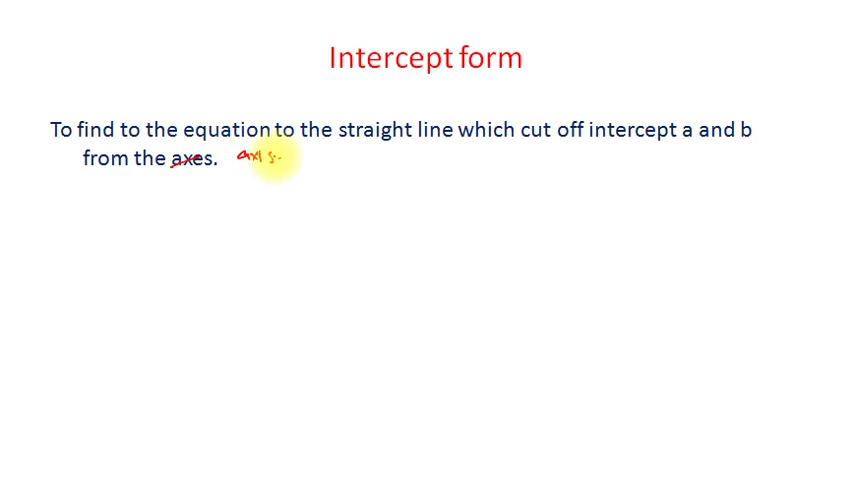 Intercept form
To find to the equation to the straight line which cut off intercept a and b
from the axes. axis.